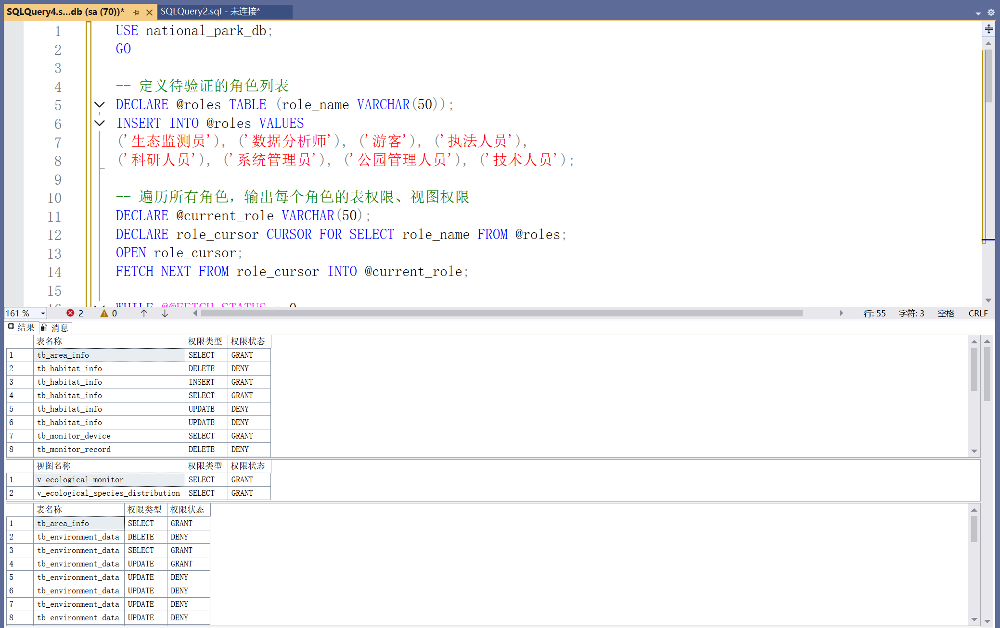 SQLQuery4.s...db (sa (70))*
SQLQuery2.sql - 未连接*
1 USE national_park_db;
2 GO
3
4 -- 定义待验证的角色列表
5 DECLARE @roles TABLE (role_name VARCHAR(50));
6 INSERT INTO @roles VALUES
7 ('生态监测员'), ('数据分析师'), ('游客'), ('执法人员'),
8 ('科研人员'), ('系统管理员'), ('公园管理人员'), ('技术人员');
9
10 -- 遍历所有角色，输出每个角色的表权限、视图权限
11 DECLARE @current_role VARCHAR(50);
12 DECLARE role_cursor CURSOR FOR SELECT role_name FROM @roles;
13 OPEN role_cursor;
14 FETCH NEXT FROM role_cursor INTO @current_role;
15
16 WHILE @@FETCH_STATUS = 0
161 % 2 0 行: 55 字符: 3 空格 CRLF
结果 消息
表名称 权限类型 权限状态
1 tb_area_info SELECT GRANT
2 tb_habitat_info DELETE DENY
3 tb_habitat_info INSERT GRANT
4 tb_habitat_info SELECT GRANT
5 tb_habitat_info UPDATE DENY
6 tb_habitat_info UPDATE DENY
7 tb_monitor_device SELECT GRANT
8 tb_monitor_record DELETE DENY
视图名称 权限类型 权限状态
1 v_ecological_monitor SELECT GRANT
2 v_ecological_species_distribution SELECT GRANT
表名称 权限类型 权限状态
1 tb_area_info SELECT GRANT
2 tb_environment_data DELETE DENY
3 tb_environment_data SELECT GRANT
4 tb_environment_data UPDATE GRANT
5 tb_environment_data UPDATE DENY
6 tb_environment_data UPDATE DENY
7 tb_environment_data UPDATE DENY
8 tb_environment_data UPDATE DENY